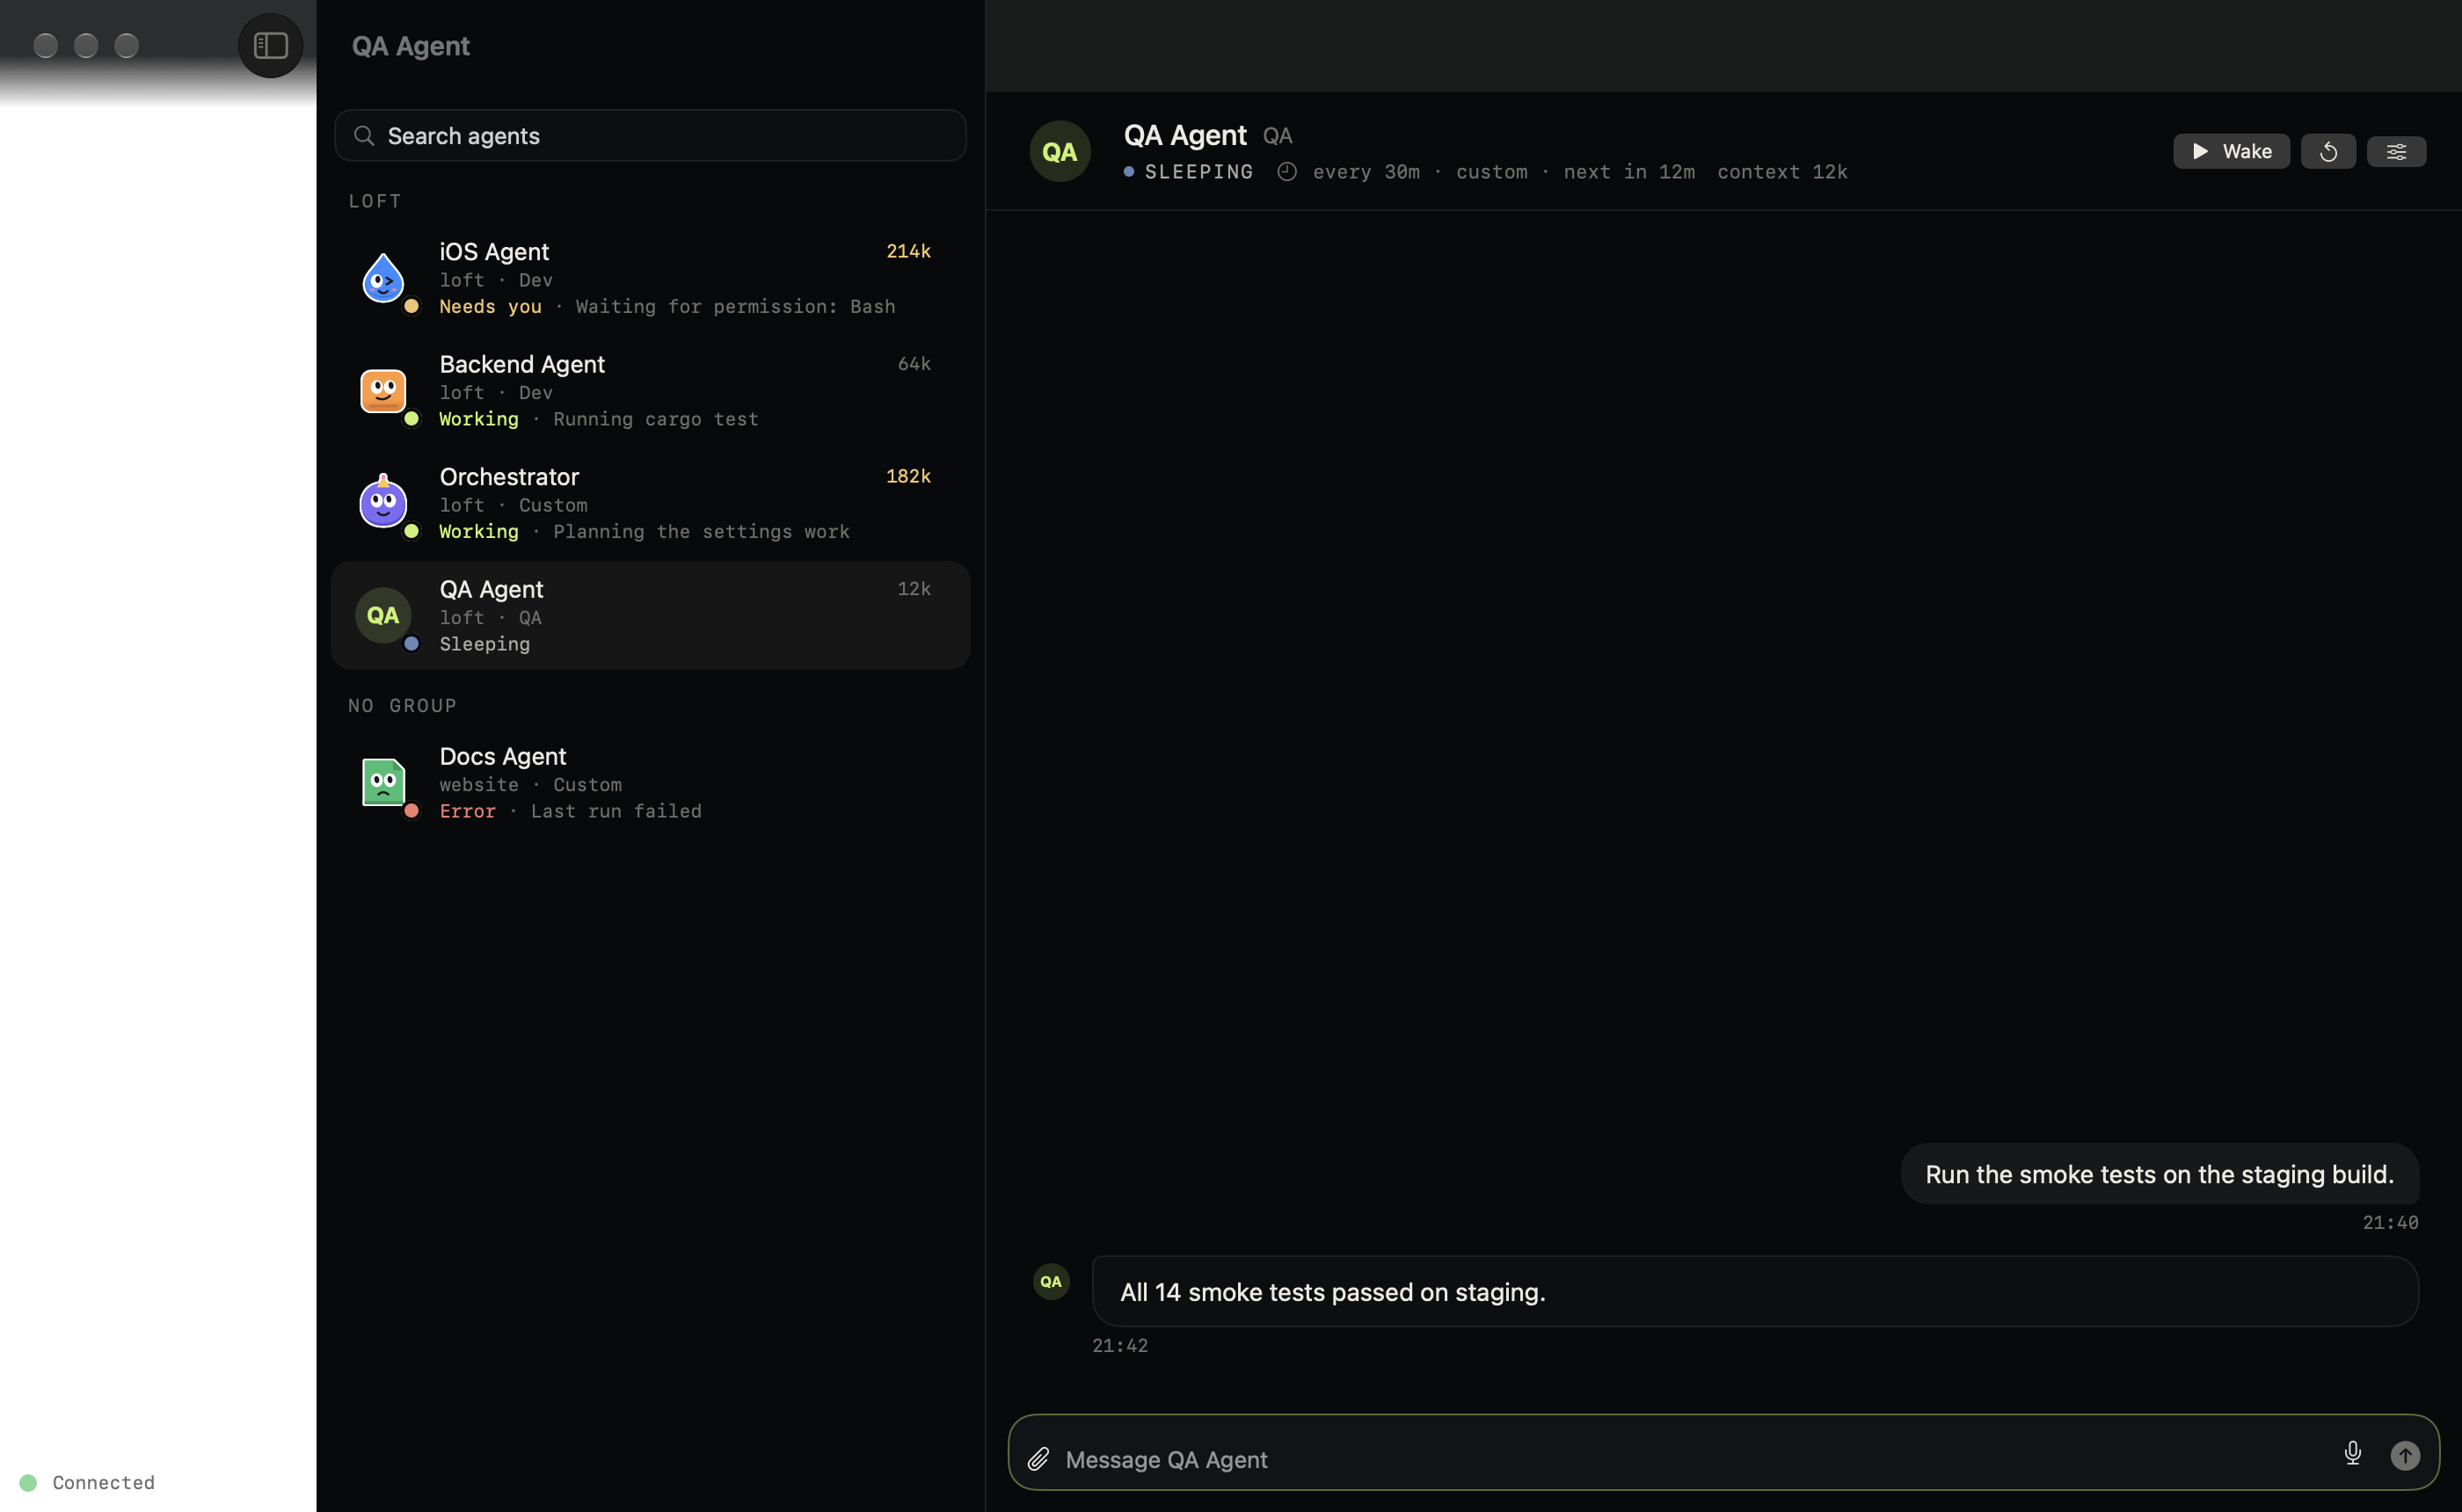 QA Agent
Search agents
LOFT
iOS Agent 214k
loft · Dev
Needs you · Waiting for permission: Bash
Backend Agent 64k
loft · Dev
Working · Running cargo test
Orchestrator 182k
loft · Custom
Working · Planning the settings work
QA QA Agent 12k
loft · QA
Sleeping
NO GROUP
Docs Agent
website · Custom
Error · Last run failed
Connected
QA QA Agent QA
SLEEPING every 30m · custom · next in 12m context 12k
Wake
Run the smoke tests on the staging build.
21:40
QA All 14 smoke tests passed on staging.
21:42
Message QA Agent